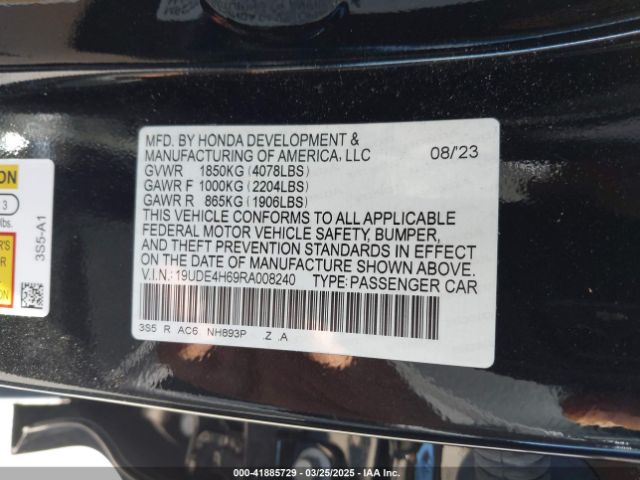 MFD. BY HONDA DEVELOPMENT &
MANUFACTURING OF AMERICA, LLC 08/'23
GVWR 1850KG (4078LBS)
GAWR F 1000KG (2204LBS)
GAWR R 865KG (1906LBS)
THIS VEHICLE CONFORMS TO ALL APPLICABLE
FEDERAL MOTOR VEHICLE SAFETY, BUMPER,
AND THEFT PREVENTION STANDARDS IN EFFECT
ON THE DATE OF MANUFACTURE SHOWN ABOVE.
V.I.N.: 19UDE4H69RA008240 TYPE: PASSENGER CAR
3S5 R AC6 NH893P .Z .A
3
lbs.
3S5-A1
000-41885729 — 03/25/2025 — IAA Inc.